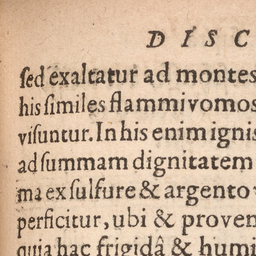 DISC
ſed exaltatur ad montes
his ſimiles flammivomos
viſuntur. In his enim ignis
ad ſummam dignitatem
ma ex ſulfure & argento
perficitur, ubi & proven
quia hac frigidâ & humi